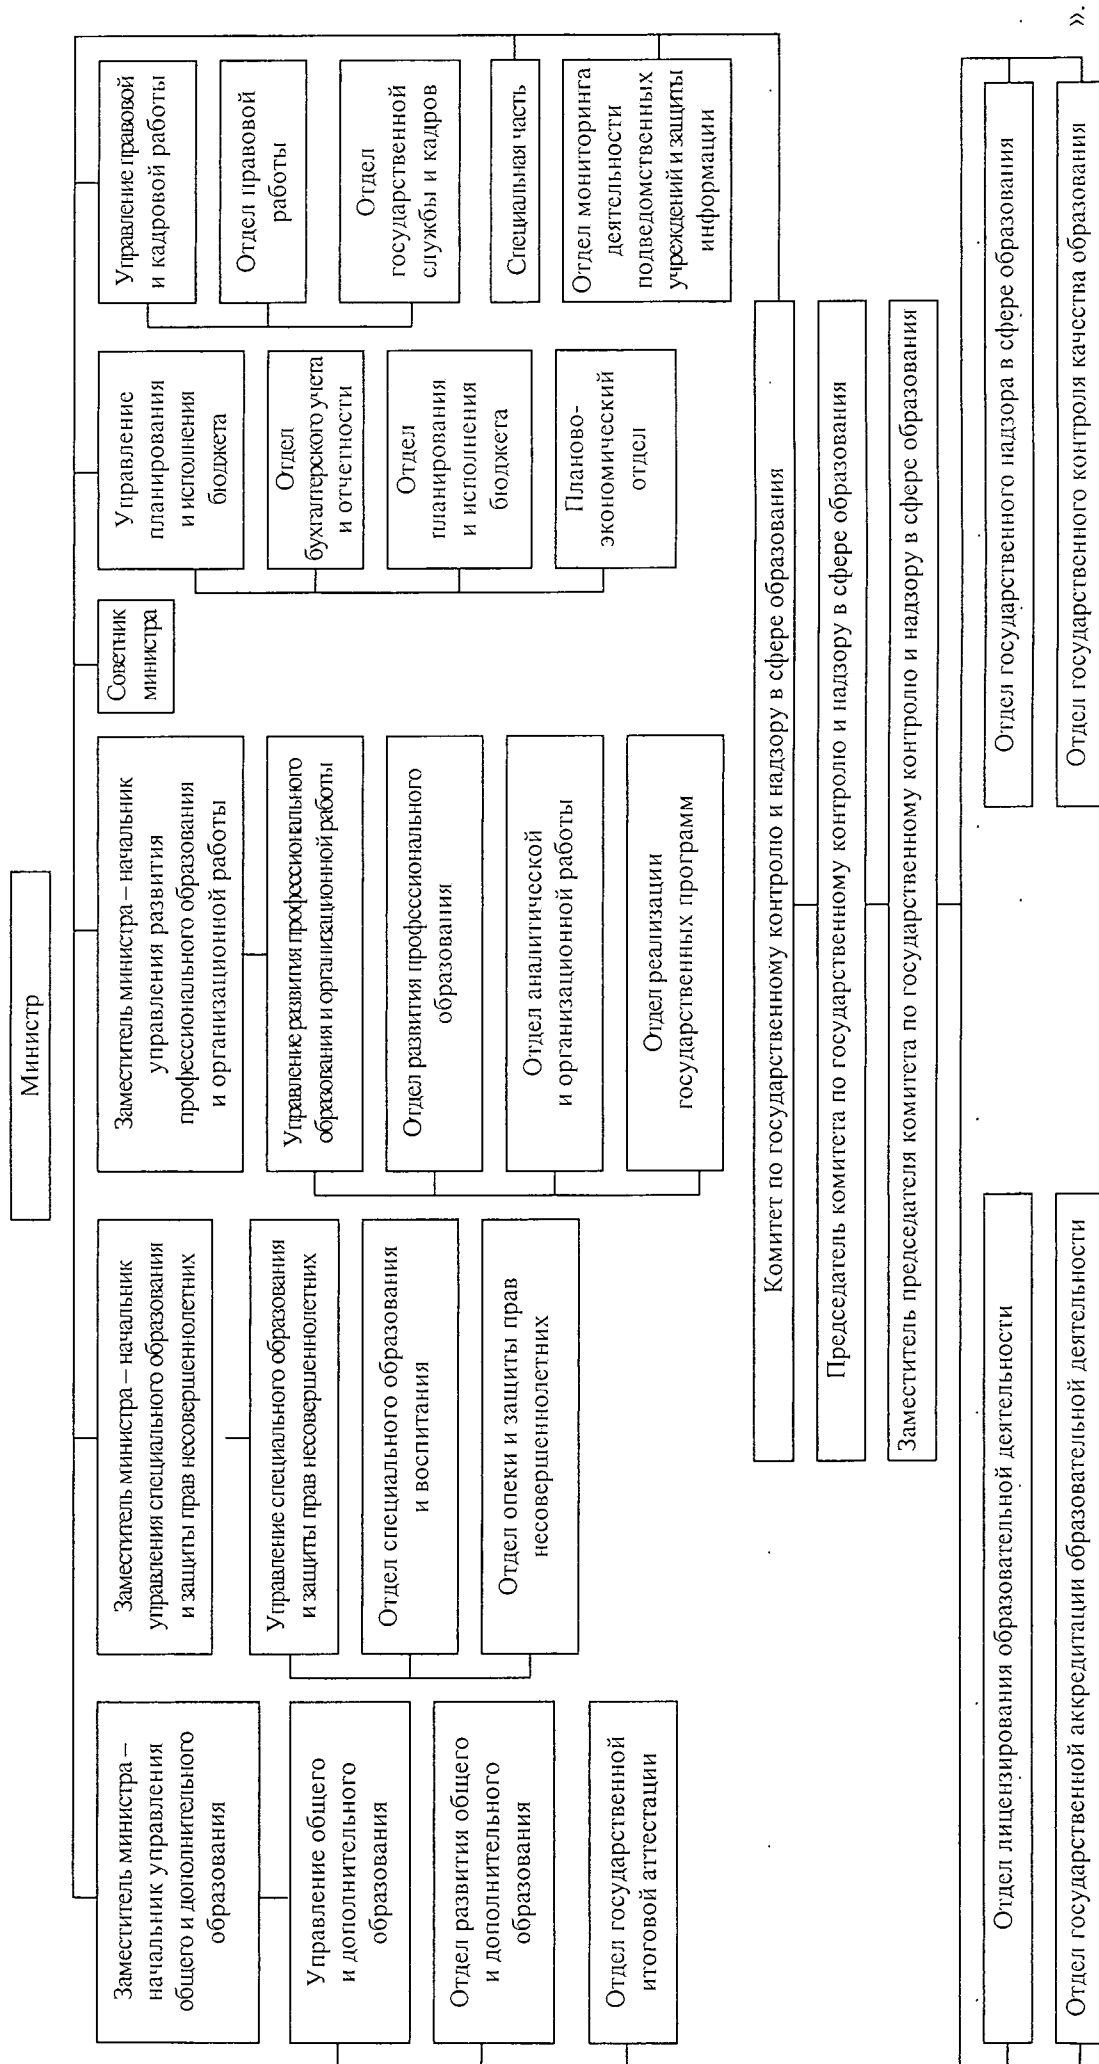 Министр
Заместитель министра –
начальник управления
общего и дополнительного
образования
Управление общего
и дополнительного
образования
Отдел развития общего
и дополнительного
образования
Отдел государственной
итоговой аттестации
Заместитель министра – начальник
управления специального образования
и защиты прав несовершеннолетних
Управление специального образования
и защиты прав несовершеннолетних
Отдел специального образования
и воспитания
Отдел опеки и защиты прав
несовершеннолетних
Заместитель министра – начальник
управления развития
профессионального образования
и организационной работы
Управление развития профессионального
образования и организационной работы
Отдел развития профессионального
образования
Отдел аналитической
и организационной работы
Отдел реализации
государственных программ
Советник
министра
Управление
планирования
и исполнения
бюджета
Отдел
бухгалтерского учета
и отчетности
Отдел
планирования
и исполнения
бюджета
Планово-
экономический
отдел
Управление правовой
и кадровой работы
Отдел правовой
работы
Отдел
государственной
службы и кадров
Специальная часть
Отдел мониторинга
деятельности
подведомственных
учреждений и защиты
информации
Комитет по государственному контролю и надзору в сфере образования
Председатель комитета по государственному контролю и надзору в сфере образования
Заместитель председателя комитета по государственному контролю и надзору в сфере образования
Отдел лицензирования образовательной деятельности
Отдел государственной аккредитации образовательной деятельности
Отдел государственного надзора в сфере образования
Отдел государственного контроля качества образования
».